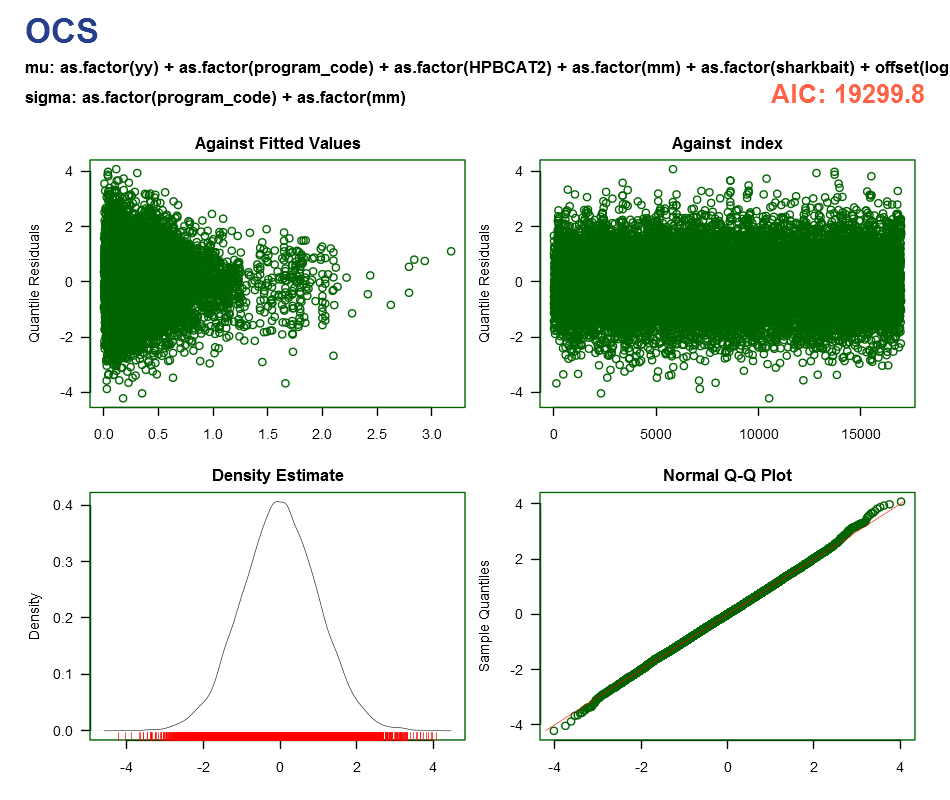 OCS
mu: as.factor(yy) + as.factor(program_code) + as.factor(HPBCAT2) + as.factor(mm) + as.factor(sharkbait) + offset(log
sigma: as.factor(program_code) + as.factor(mm)
AIC: 19299.8
Against Fitted Values
Quantile Residuals
4
2
0
-2
-4
0.0 0.5 1.0 1.5 2.0 2.5 3.0
Against index
Quantile Residuals
4
2
0
-2
-4
0 5000 10000 15000
Density Estimate
Density
0.4
0.3
0.2
0.1
0.0
-4 -2 0 2 4
Normal Q-Q Plot
Sample Quantiles
4
2
0
-2
-4
-4 -2 0 2 4